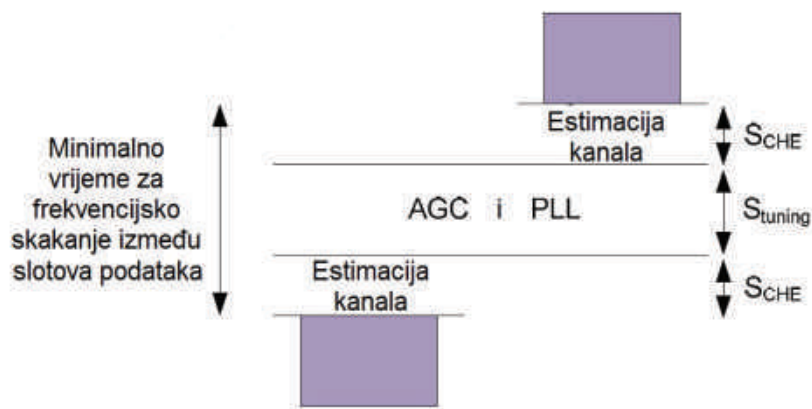 Estimacija
kanala
S_CHE
Minimalno
vrijeme za
frekvencijsko
skakanje između
slotova podataka
AGC i PLL
S_tuning
Estimacija
kanala
S_CHE